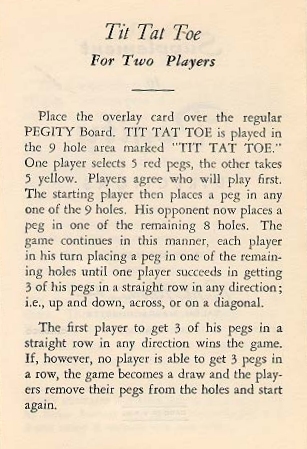 Tit Tat Toe
For Two Players
Place the overlay card over the regular
PEGITY Board. TIT TAT TOE is played in
the 9 hole area marked "TIT TAT TOE."
One player selects 5 red pegs, the other takes
5 yellow. Players agree who will play first.
The starting player then places a peg in any
one of the 9 holes. His opponent now places a
peg in one of the remaining 8 holes. The
game continues in this manner, each player
in his turn placing a peg in one of the remain-
ing holes until one player succeeds in getting
3 of his pegs in a straight row in any direction;
i.e., up and down, across, or on a diagonal.
The first player to get 3 of his pegs in a
straight row in any direction wins the game.
If, however, no player is able to get 3 pegs in
a row, the game becomes a draw and the play-
ers remove their pegs from the holes and start
again.